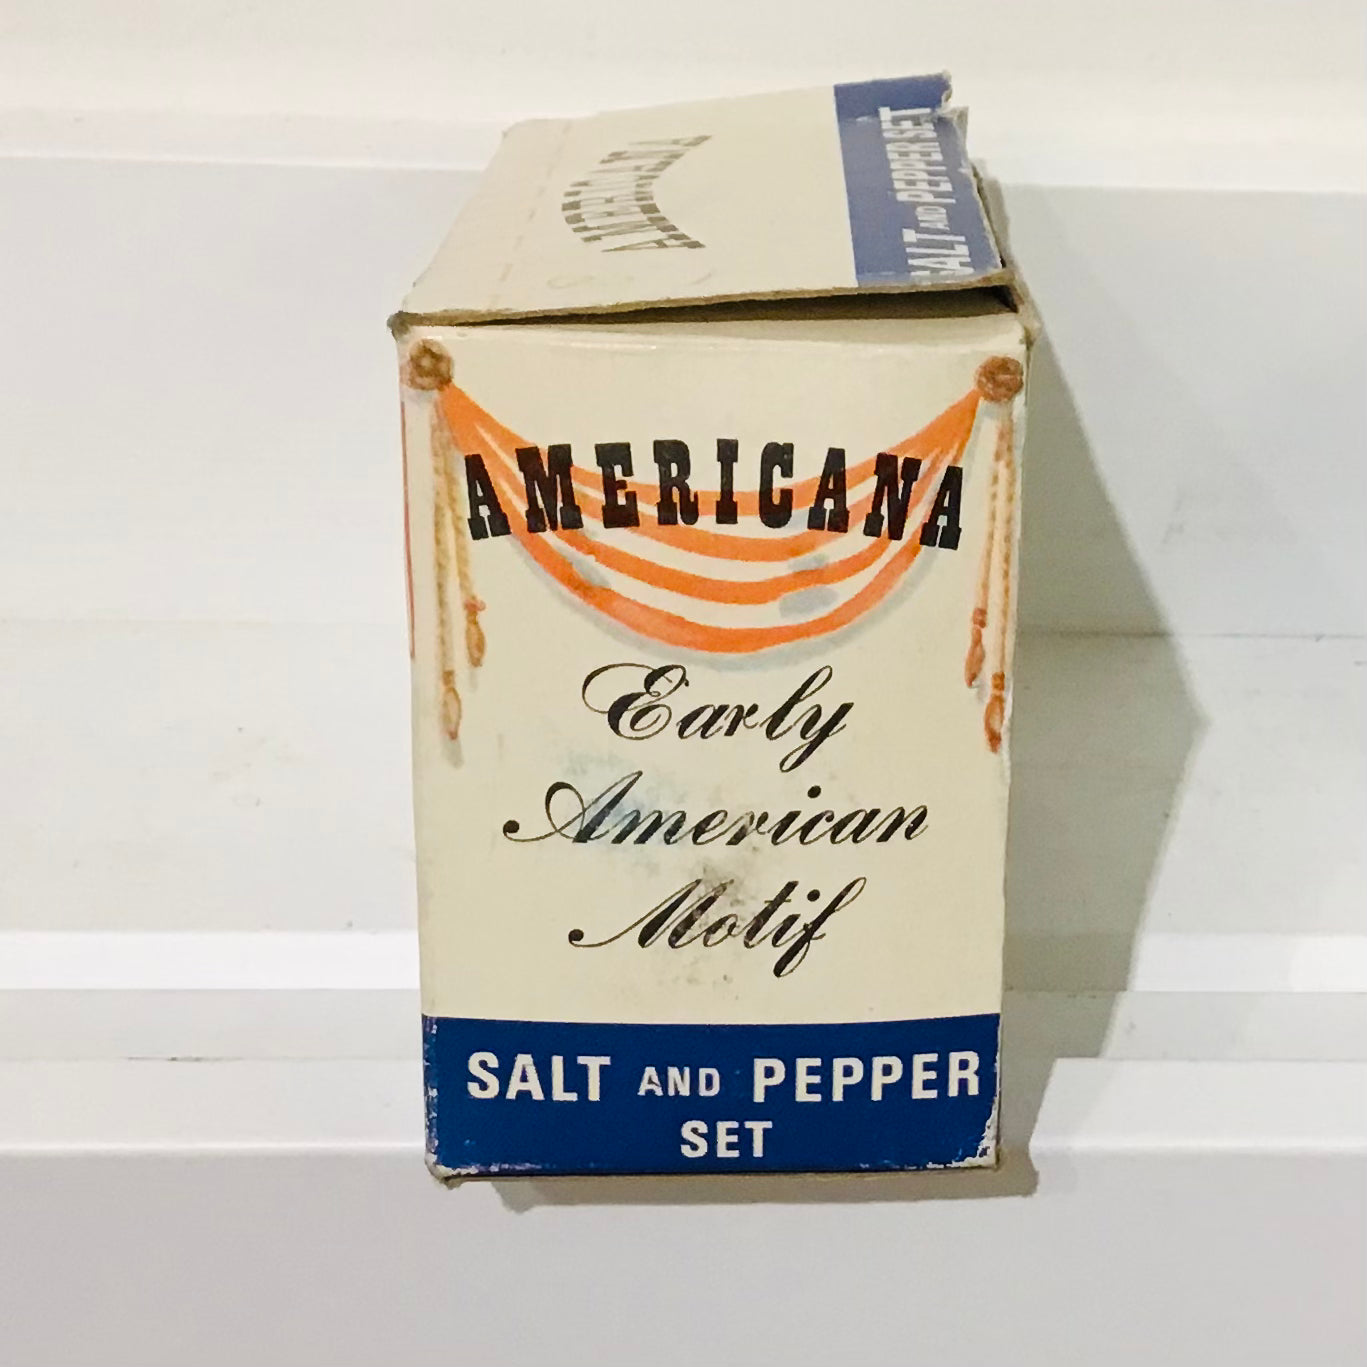 AMERICANA
SALT AND PEPPER SET
AMERICANA
Early
American
Motif
SALT AND PEPPER
SET